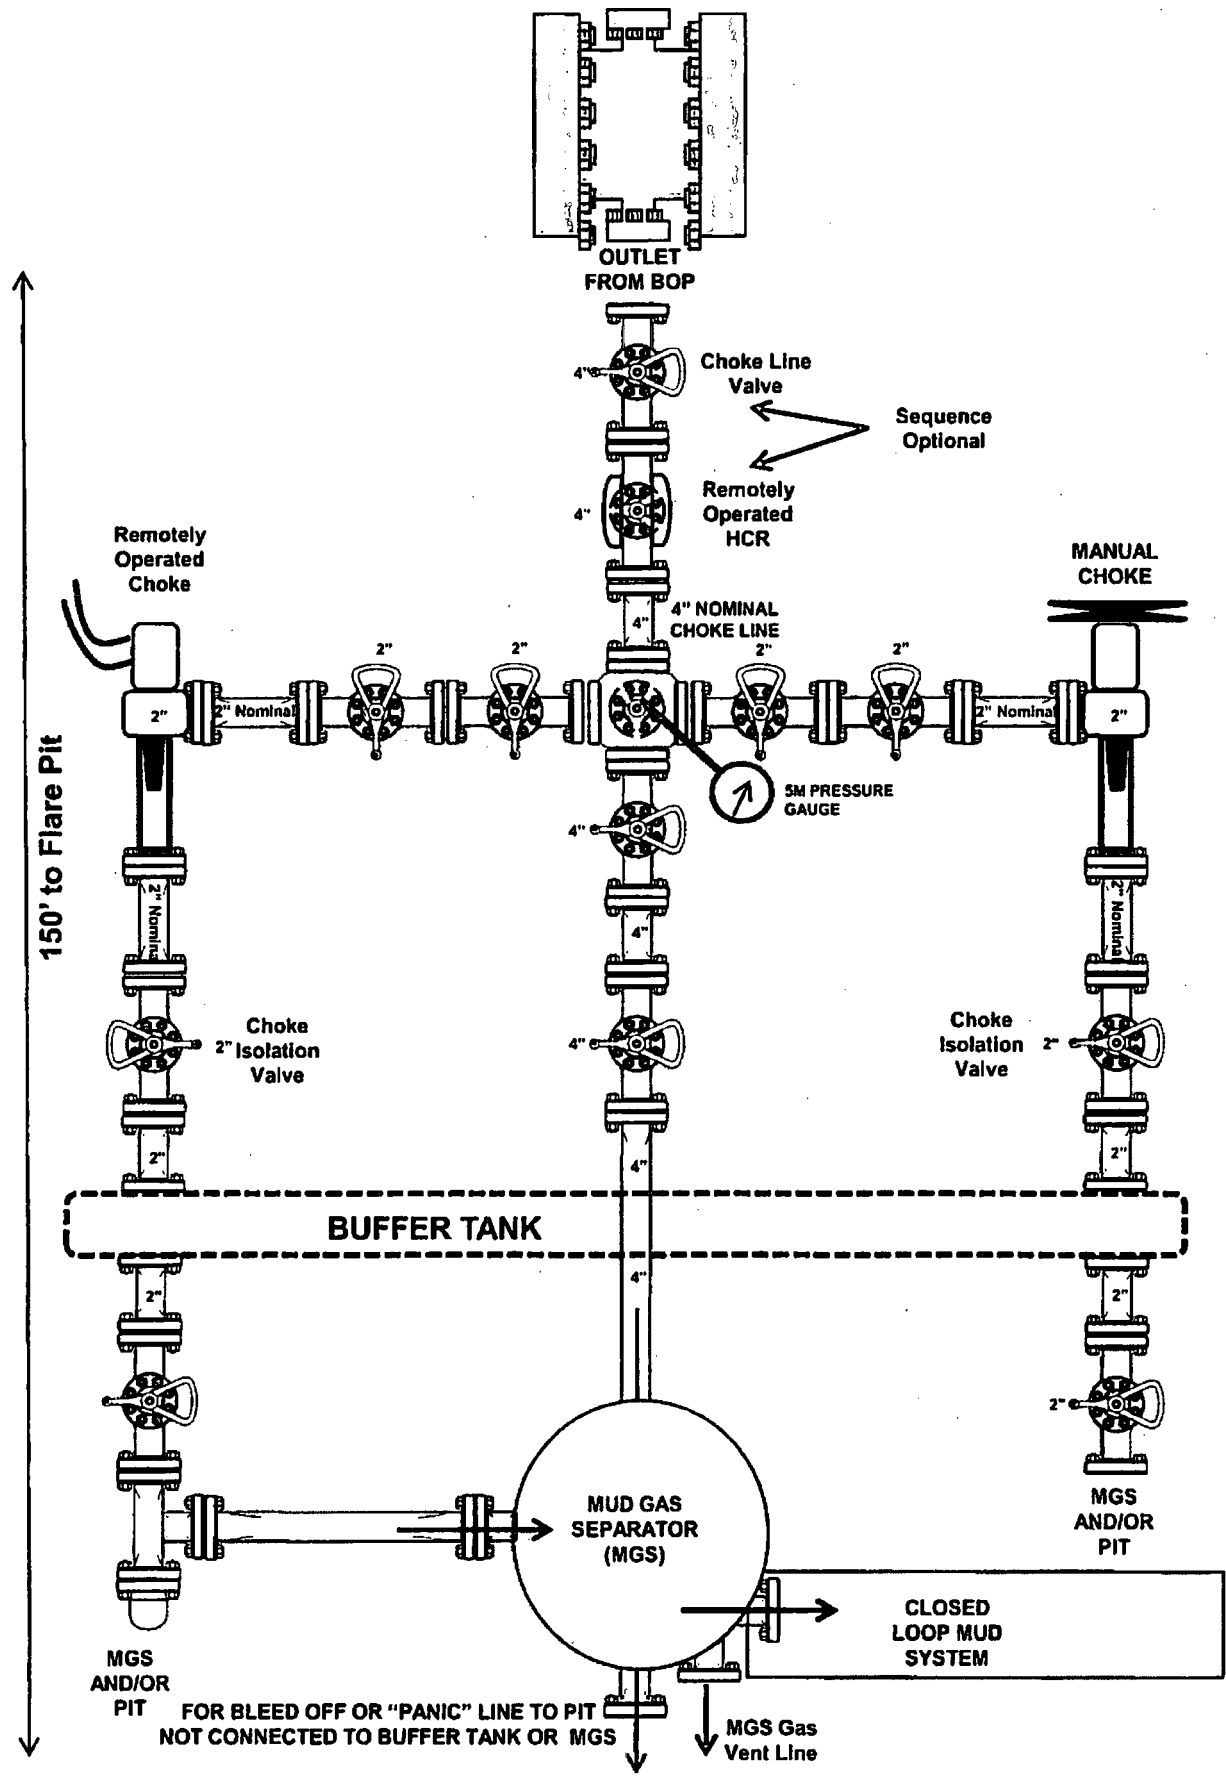 OUTLET
FROM BOP
4"
Choke Line
Valve
Sequence
Optional
4"
Remotely
Operated
HCR
Remotely
Operated
Choke
MANUAL
CHOKE
4" NOMINAL
CHOKE LINE
4"
2"
2"
2"
2"
2"
2" Nominal
2" Nominal
2"
5M PRESSURE
GAUGE
4"
150' to Flare Pit
2" Nominal
4"
2" Nominal
Choke
Isolation
Valve
2"
4"
Choke
Isolation
Valve
2"
2"
4"
2"
BUFFER TANK
4"
2"
2"
2"
MUD GAS
SEPARATOR
(MGS)
MGS
AND/OR
PIT
CLOSED
LOOP MUD
SYSTEM
MGS
AND/OR
PIT
FOR BLEED OFF OR "PANIC" LINE TO PIT
NOT CONNECTED TO BUFFER TANK OR MGS
MGS Gas
Vent Line